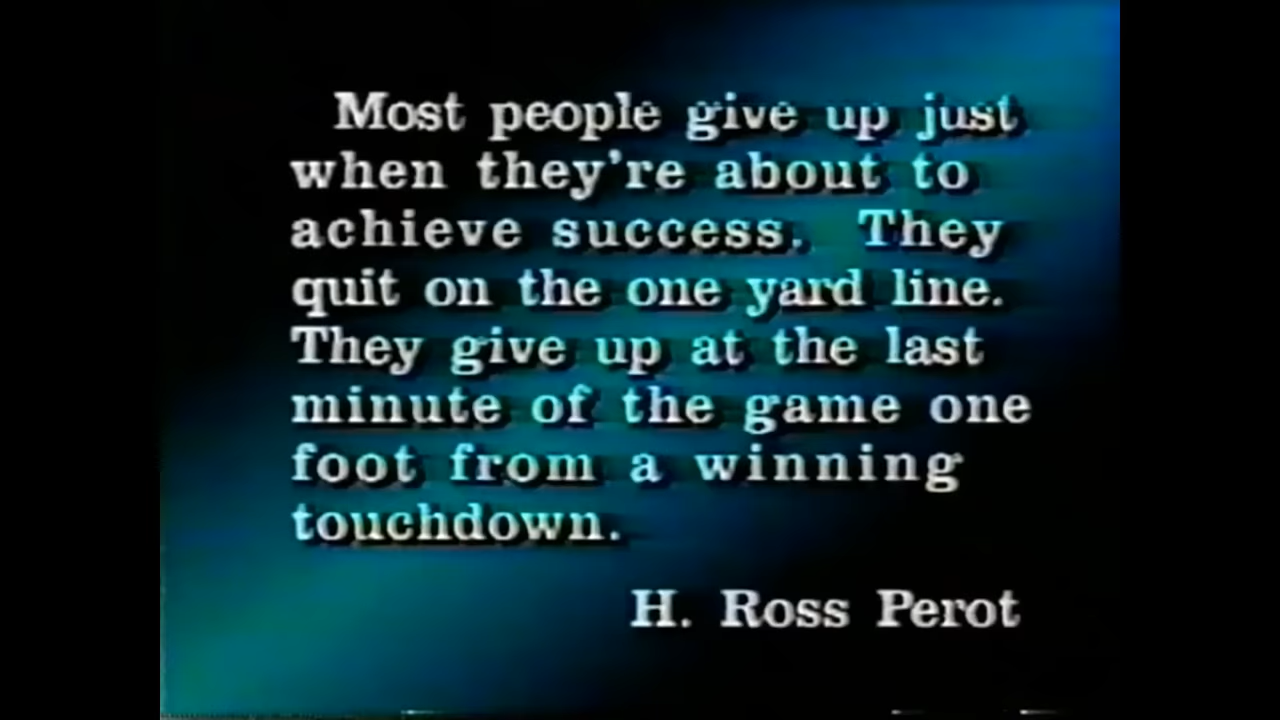 Most people give up just
when they're about to
achieve success. They
quit on the one yard line.
They give up at the last
minute of the game one
foot from a winning
touchdown.
H. Ross Perot